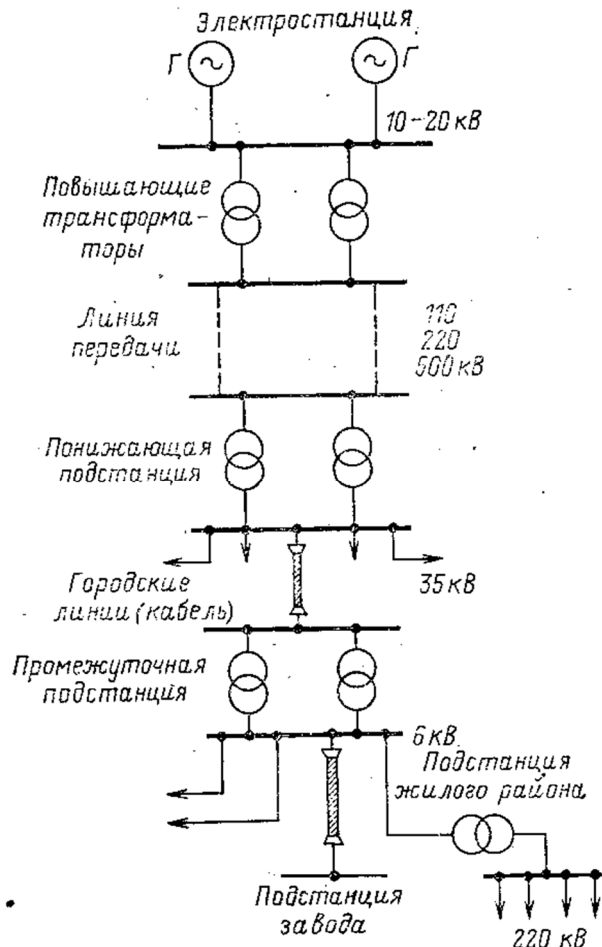 Электростанция
Г
Г
10-20 кВ
Повышающие
трансформа-
торы
Линия
передачи
110
220
500 кВ
Понижающая
подстанция
35 кВ
Городские
линии (кабель)
Промежуточная
подстанция
6 кВ
Подстанция
жилого района
Подстанция
завода
220 кВ